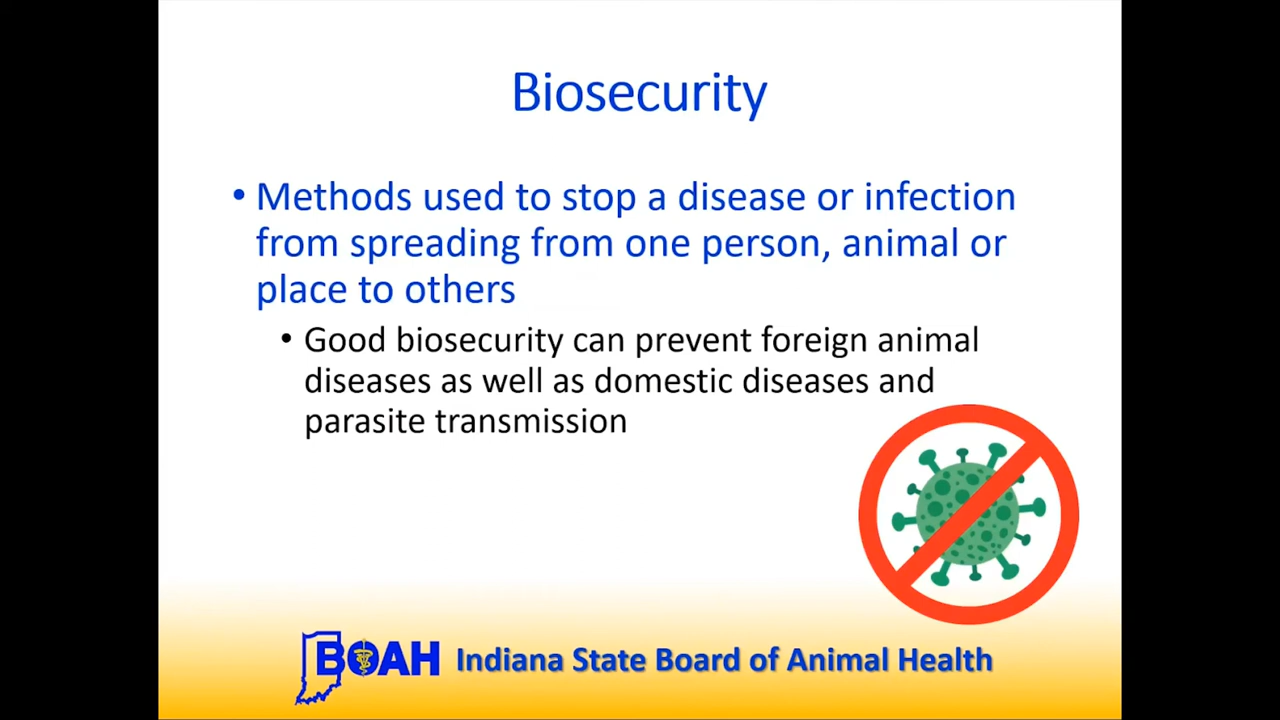 Biosecurity
• Methods used to stop a disease or infection
from spreading from one person, animal or
place to others
• Good biosecurity can prevent foreign animal
diseases as well as domestic diseases and
parasite transmission
BOAH Indiana State Board of Animal Health